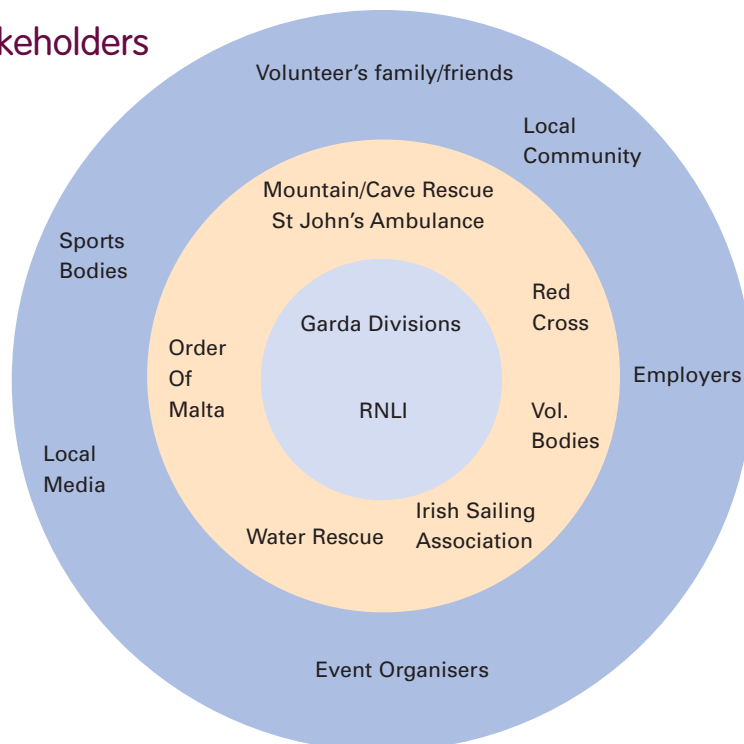 keholders
Volunteer's family/friends
Local
Community
Mountain/Cave Rescue
St John's Ambulance
Sports
Bodies
Red
Cross
Garda Divisions
Order
Of
Malta
Employers
RNLI
Vol.
Bodies
Local
Media
Irish Sailing
Association
Water Rescue
Event Organisers